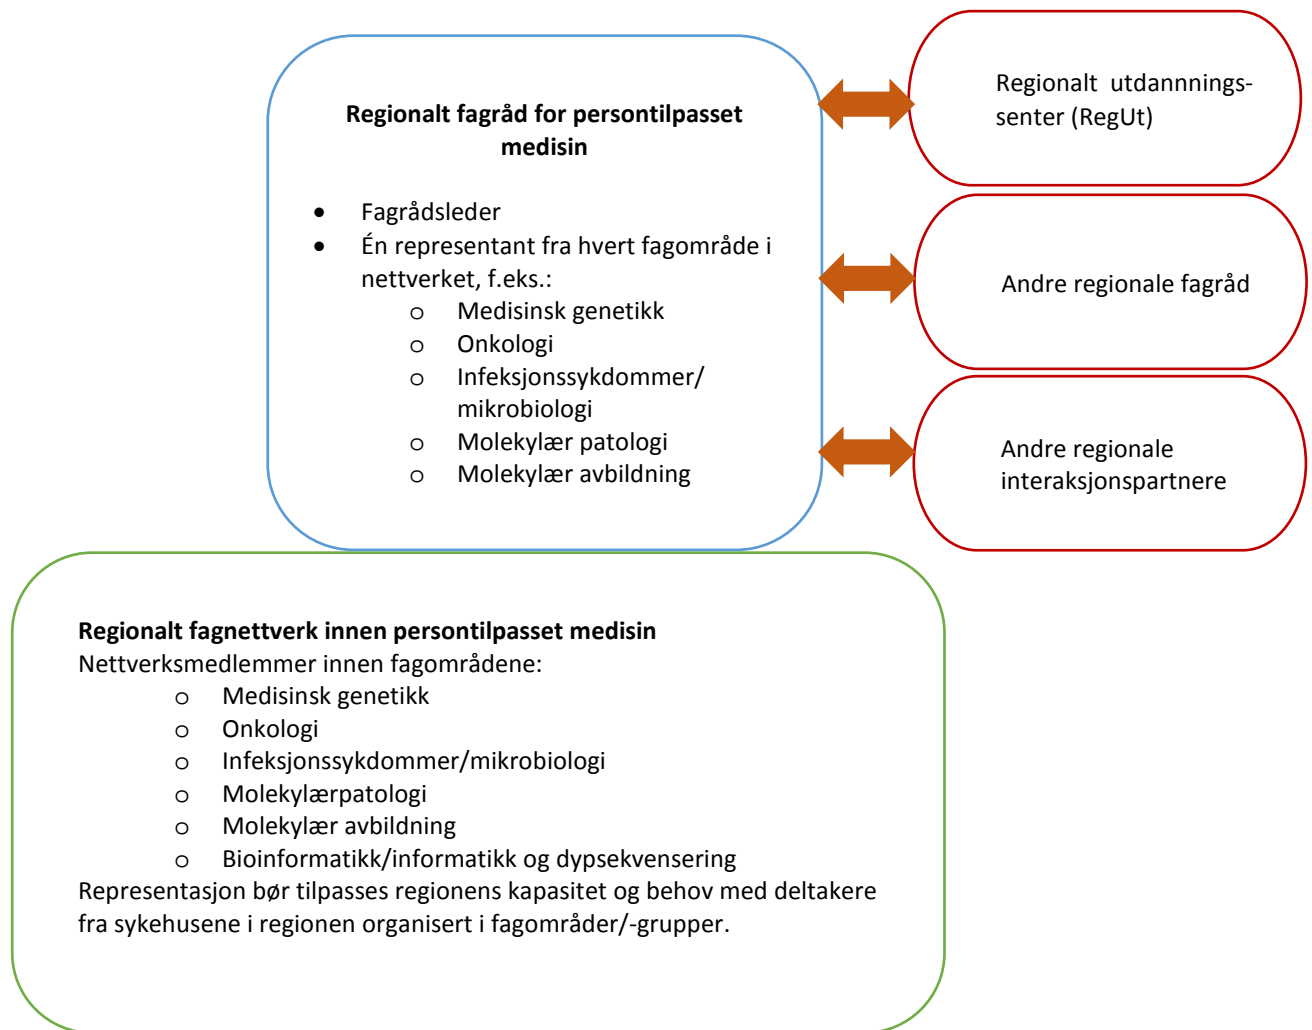 Regionalt fagråd for persontilpasset
medisin
• Fagrådsleder
• Én representant fra hvert fagområde i
nettverket, f.eks.:
o Medisinsk genetikk
o Onkologi
o Infeksjonssykdommer/
mikrobiologi
o Molekylær patologi
o Molekylær avbildning
Regionalt utdannnings-
senter (RegUt)
Andre regionale fagråd
Andre regionale
interaksjonspartnere
Regionalt fagnettverk innen persontilpasset medisin
Nettverksmedlemmer innen fagområdene:
o Medisinsk genetikk
o Onkologi
o Infeksjonssykdommer/mikrobiologi
o Molekylærpatologi
o Molekylær avbildning
o Bioinformatikk/informatikk og dypsekvensering
Representasjon bør tilpasses regionens kapasitet og behov med deltakere
fra sykehusene i regionen organisert i fagområder/-grupper.